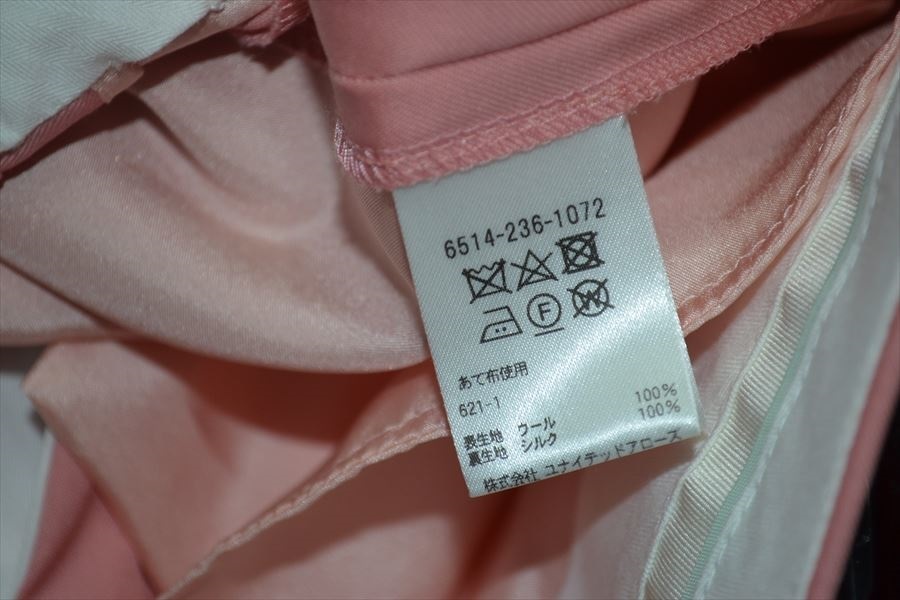 6514-236-1072
F W
あて布使用
621-1
表生地 ウール 100%
裏生地 シルク 100%
株式会社 ユナイテッドアローズ